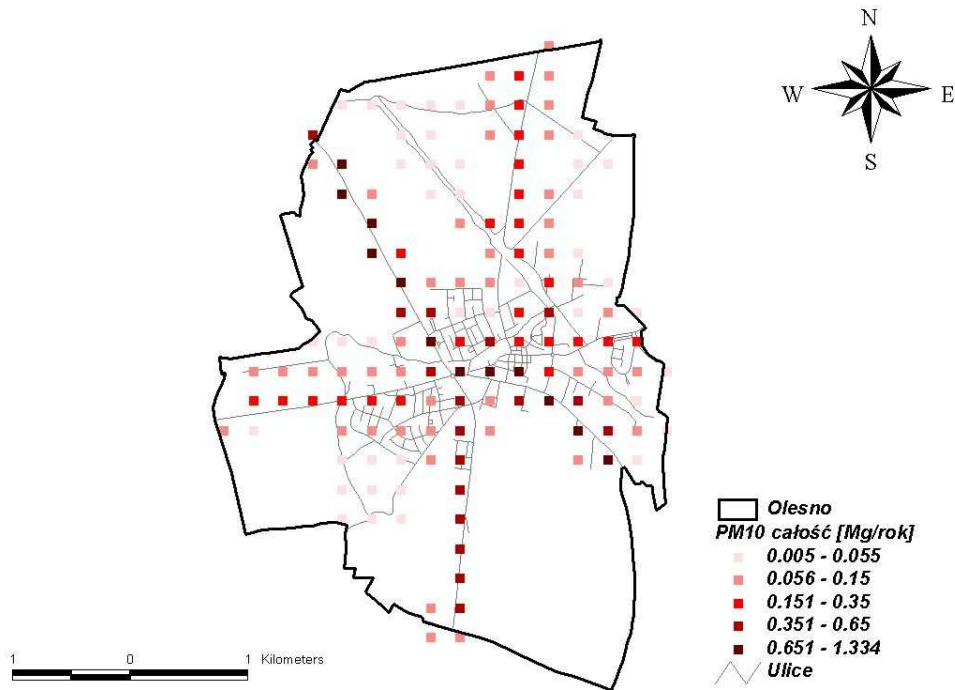 N
W E
S
Olesno
PM10 całość [Mg/rok]
0.005 - 0.055
0.056 - 0.15
0.151 - 0.35
0.351 - 0.65
0.651 - 1.334
Ulice
1 0 1 Kilometers